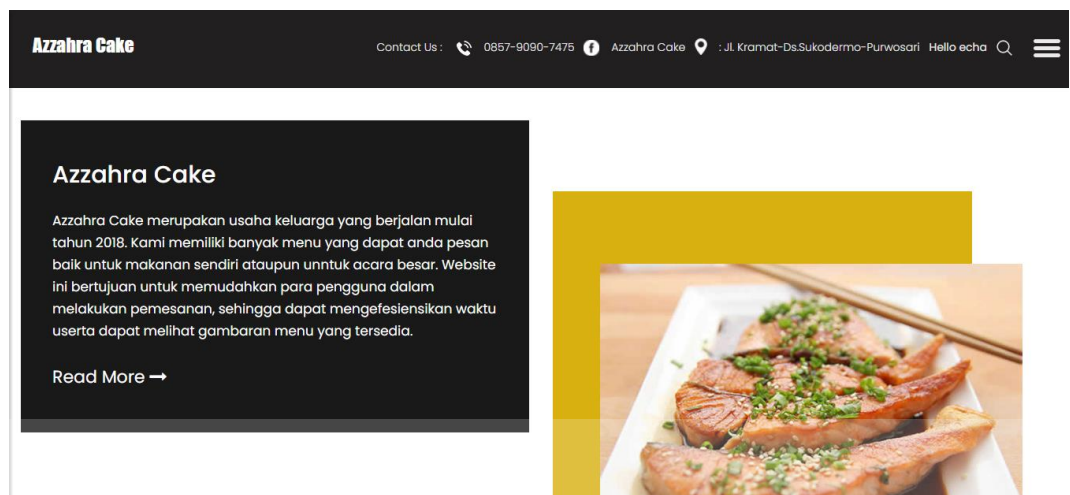 Azzahra Cake
Contact Us : 0857-9090-7475 Azzahra Cake : Jl. Kramat-Ds.Sukodermo-Purwosari Hello echa
Azzahra Cake
Azzahra Cake merupakan usaha keluarga yang berjalan mulai
tahun 2018. Kami memiliki banyak menu yang dapat anda pesan
baik untuk makanan sendiri ataupun unntuk acara besar. Website
ini bertujuan untuk memudahkan para pengguna dalam
melakukan pemesanan, sehingga dapat mengefesiensikan waktu
userta dapat melihat gambaran menu yang tersedia.
Read More →